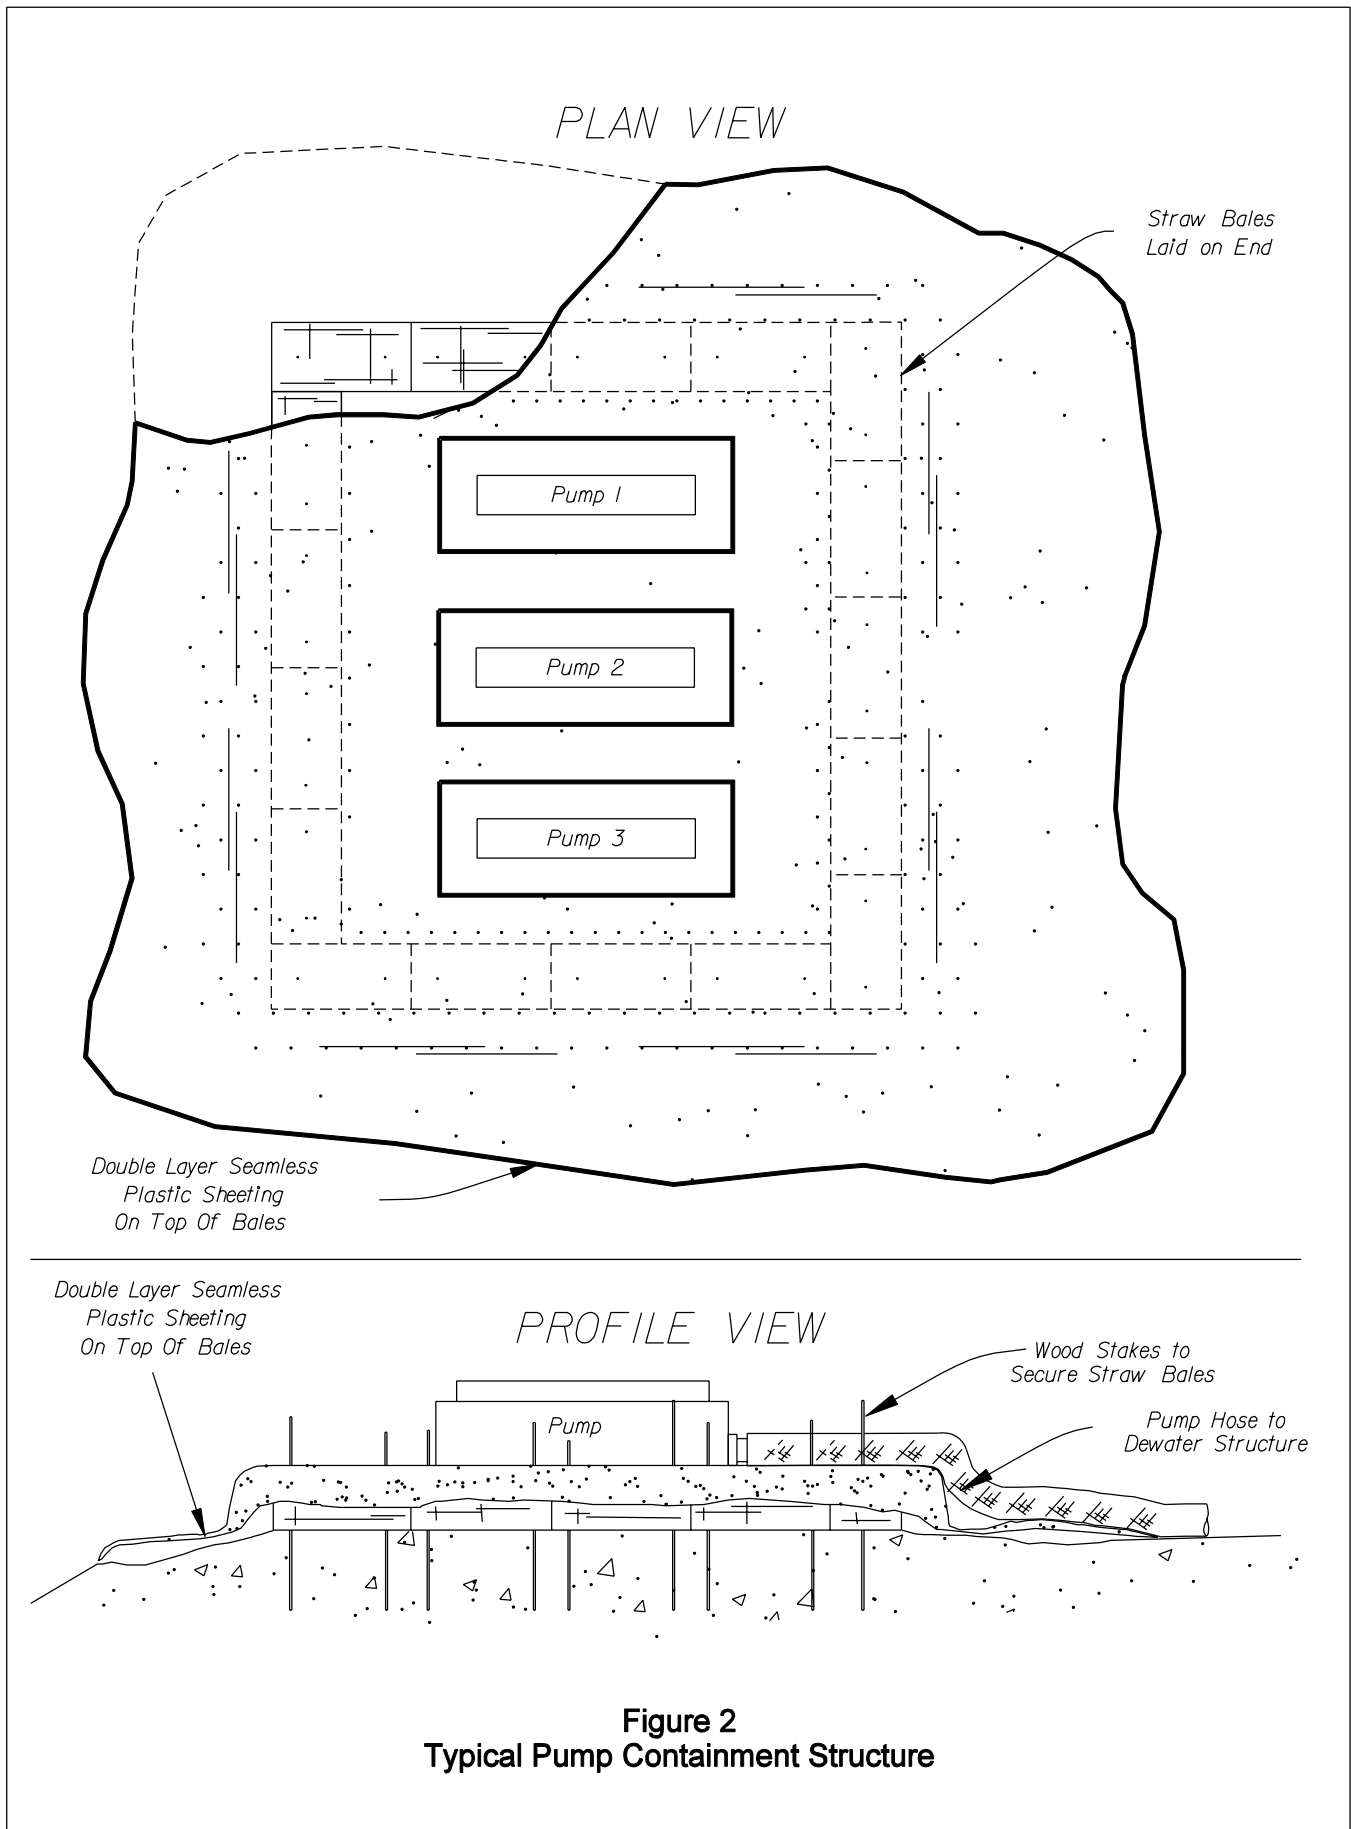 PLAN VIEW
Straw Bales
Laid on End
Pump 1
Pump 2
Pump 3
Double Layer Seamless
Plastic Sheeting
On Top Of Bales
Double Layer Seamless
Plastic Sheeting
On Top Of Bales
PROFILE VIEW
Wood Stakes to
Secure Straw Bales
Pump
Pump Hose to
Dewater Structure
Figure 2
Typical Pump Containment Structure